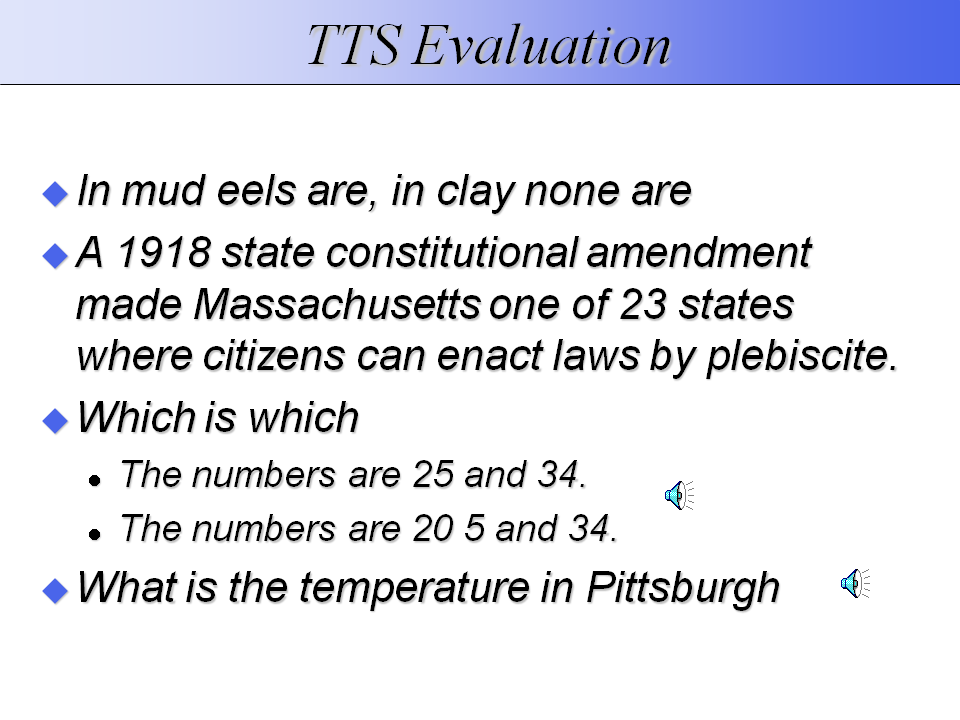 TTS Evaluation
In mud eels are, in clay none are
A 1918 state constitutional amendment
made Massachusetts one of 23 states
where citizens can enact laws by plebiscite.
Which is which
The numbers are 25 and 34.
The numbers are 20 5 and 34.
What is the temperature in Pittsburgh